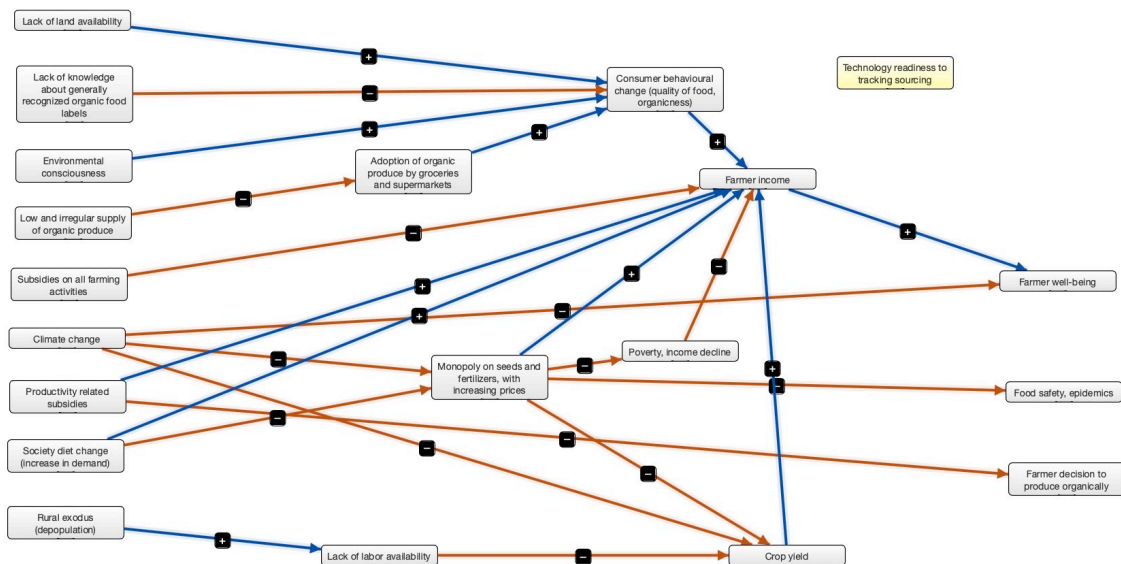 Lack of land availability
Lack of knowledge
about generally
recognized organic food
labels
Environmental
consciousness
Low and irregular supply
of organic produce
Subsidies on all farming
activities
Climate change
Productivity related
subsidies
Society diet change
(increase in demand)
Rural exodus
(depopulation)
Adoption of organic
produce by groceries
and supermarkets
Monopoly on seeds and
fertilizers, with
increasing prices
Lack of labor availability
Consumer behavioural
change (quality of food,
organicness)
Poverty, income decline
Farmer income
Crop yield
Technology readiness to
tracking sourcing
Farmer well-being
Food safety, epidemics
Farmer decision to
produce organically